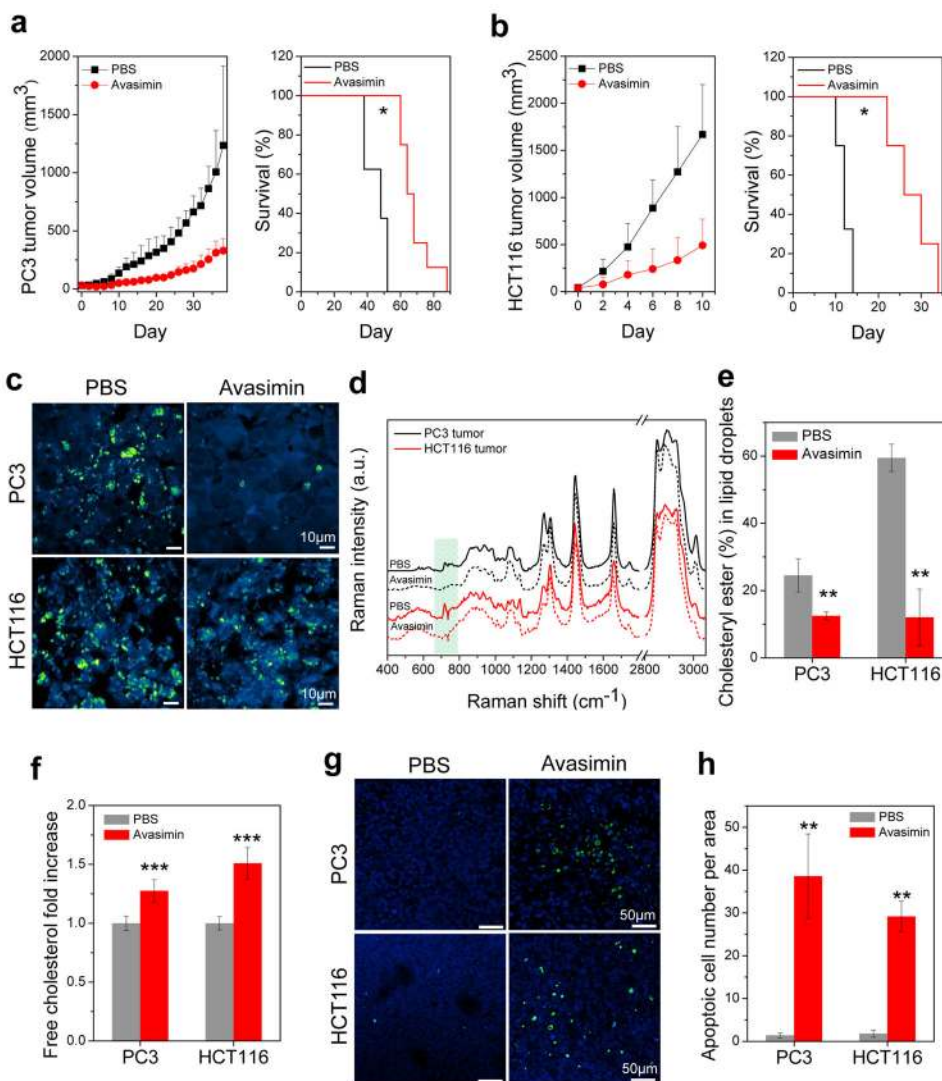 a
PC3 tumor volume (mm³)
2000
1500
1000
500
0
PBS
Avasimin
0 10 20 30
Day
Survival (%)
120
100
80
60
40
20
0
PBS
Avasimin
*
0 20 40 60 80
Day
b
HCT116 tumor volume (mm³)
2500
2000
1500
1000
500
0
PBS
Avasimin
0 2 4 6 8 10
Day
Survival (%)
120
100
80
60
40
20
0
PBS
Avasimin
*
0 10 20 30
Day
c
PBS Avasimin
PC3
10μm
HCT116
10μm
d
Raman intensity (a.u.)
PC3 tumor
HCT116 tumor
PBS
Avasimin
PBS
Avasimin
400 600 800 1000 1200 1400 1600 2800 3000
Raman shift (cm⁻¹)
e
Cholesteryl ester (%) in lipid droplets
60
40
20
0
PBS
Avasimin
**
**
PC3 HCT116
f
Free cholesterol fold increase
2.0
1.5
1.0
0.5
0.0
PBS
Avasimin
***
***
PC3 HCT116
g
PBS Avasimin
PC3
50μm
HCT116
50μm
h
Apoptoic cell number per area
50
40
30
20
10
0
PBS
Avasimin
**
**
PC3 HCT116